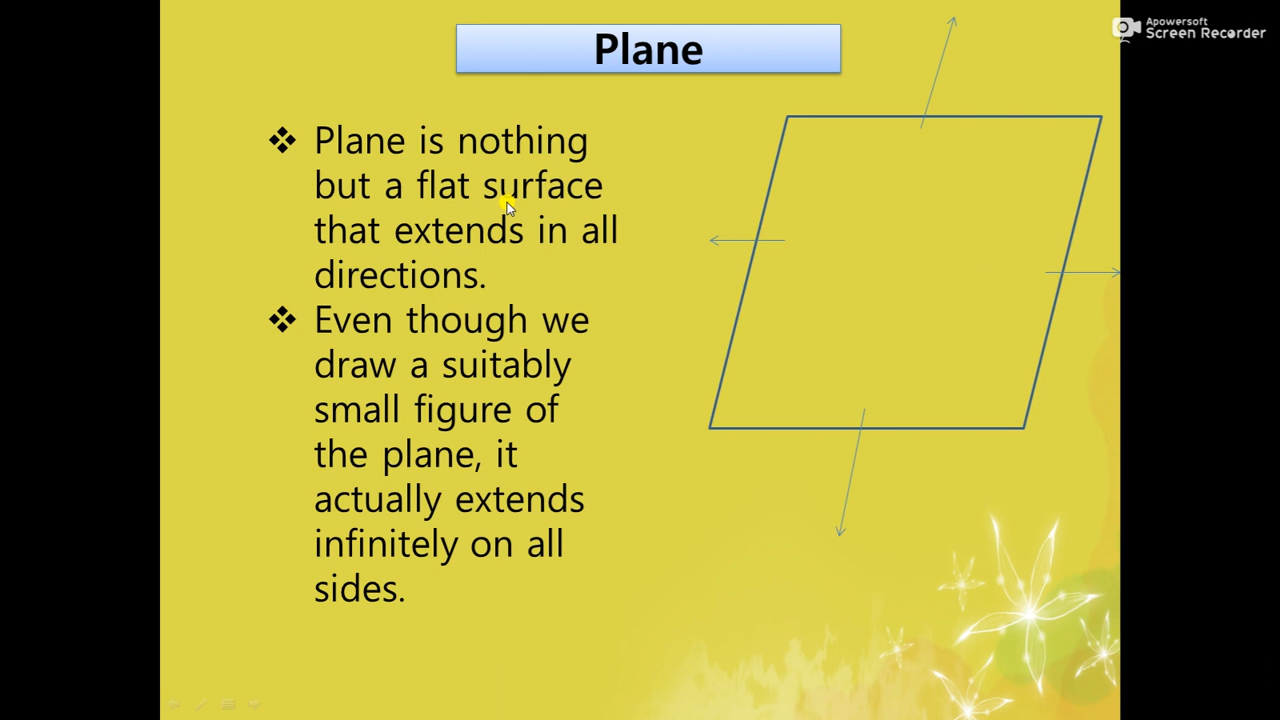 Plane
Apowersoft
Screen Recorder
❖ Plane is nothing
but a flat surface
that extends in all
directions.
❖ Even though we
draw a suitably
small figure of
the plane, it
actually extends
infinitely on all
sides.